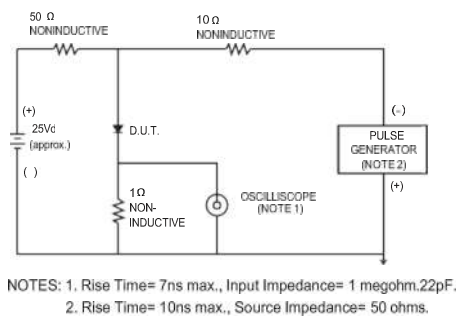 50 Ω
NONINDUCTIVE
10 Ω
NONINDUCTIVE
(+)
25Vd
(approx.)
( )
D.U.T.
1Ω
NON-
INDUCTIVE
OSCILLISCOPE
(NOTE 1)
(–)
PULSE
GENERATOR
(NOTE 2)
(+)
NOTES: 1. Rise Time= 7ns max., Input Impedance= 1 megohm.22pF.
2. Rise Time= 10ns max., Source Impedance= 50 ohms.